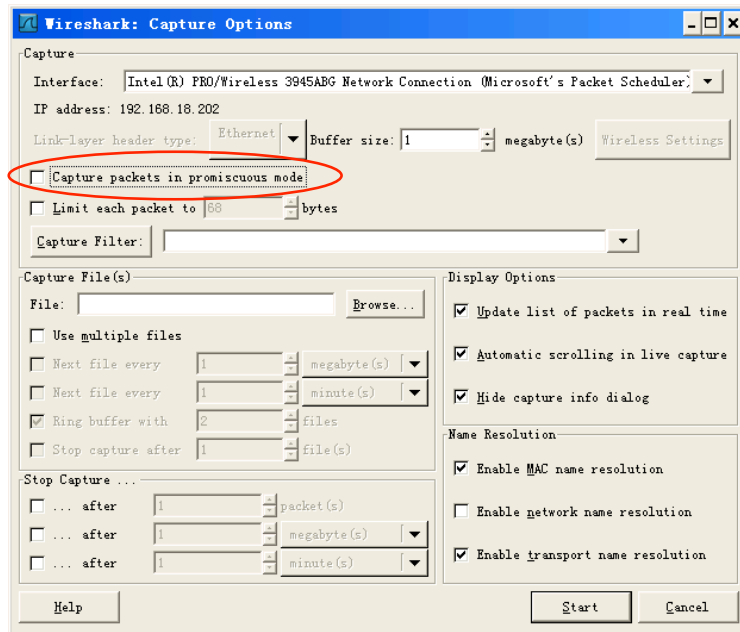 Wireshark: Capture Options
Capture
Interface: Intel(R) PRO/Wireless 3945ABG Network Connection (Microsoft's Packet Scheduler)
IP address: 192.168.18.202
Link-layer header type: Ethernet Buffer size: 1 megabyte(s) Wireless Settings
Capture packets in promiscuous mode
Limit each packet to 68 bytes
Capture Filter:
Capture File(s)
File: Browse...
Use multiple files
Next file every 1 megabyte(s)
Next file every 1 minute(s)
Ring buffer with 2 files
Stop capture after 1 file(s)
Stop Capture ...
... after 1 packet(s)
... after 1 megabyte(s)
... after 1 minute(s)
Display Options
Update list of packets in real time
Automatic scrolling in live capture
Hide capture info dialog
Name Resolution
Enable MAC name resolution
Enable network name resolution
Enable transport name resolution
Help Start Cancel